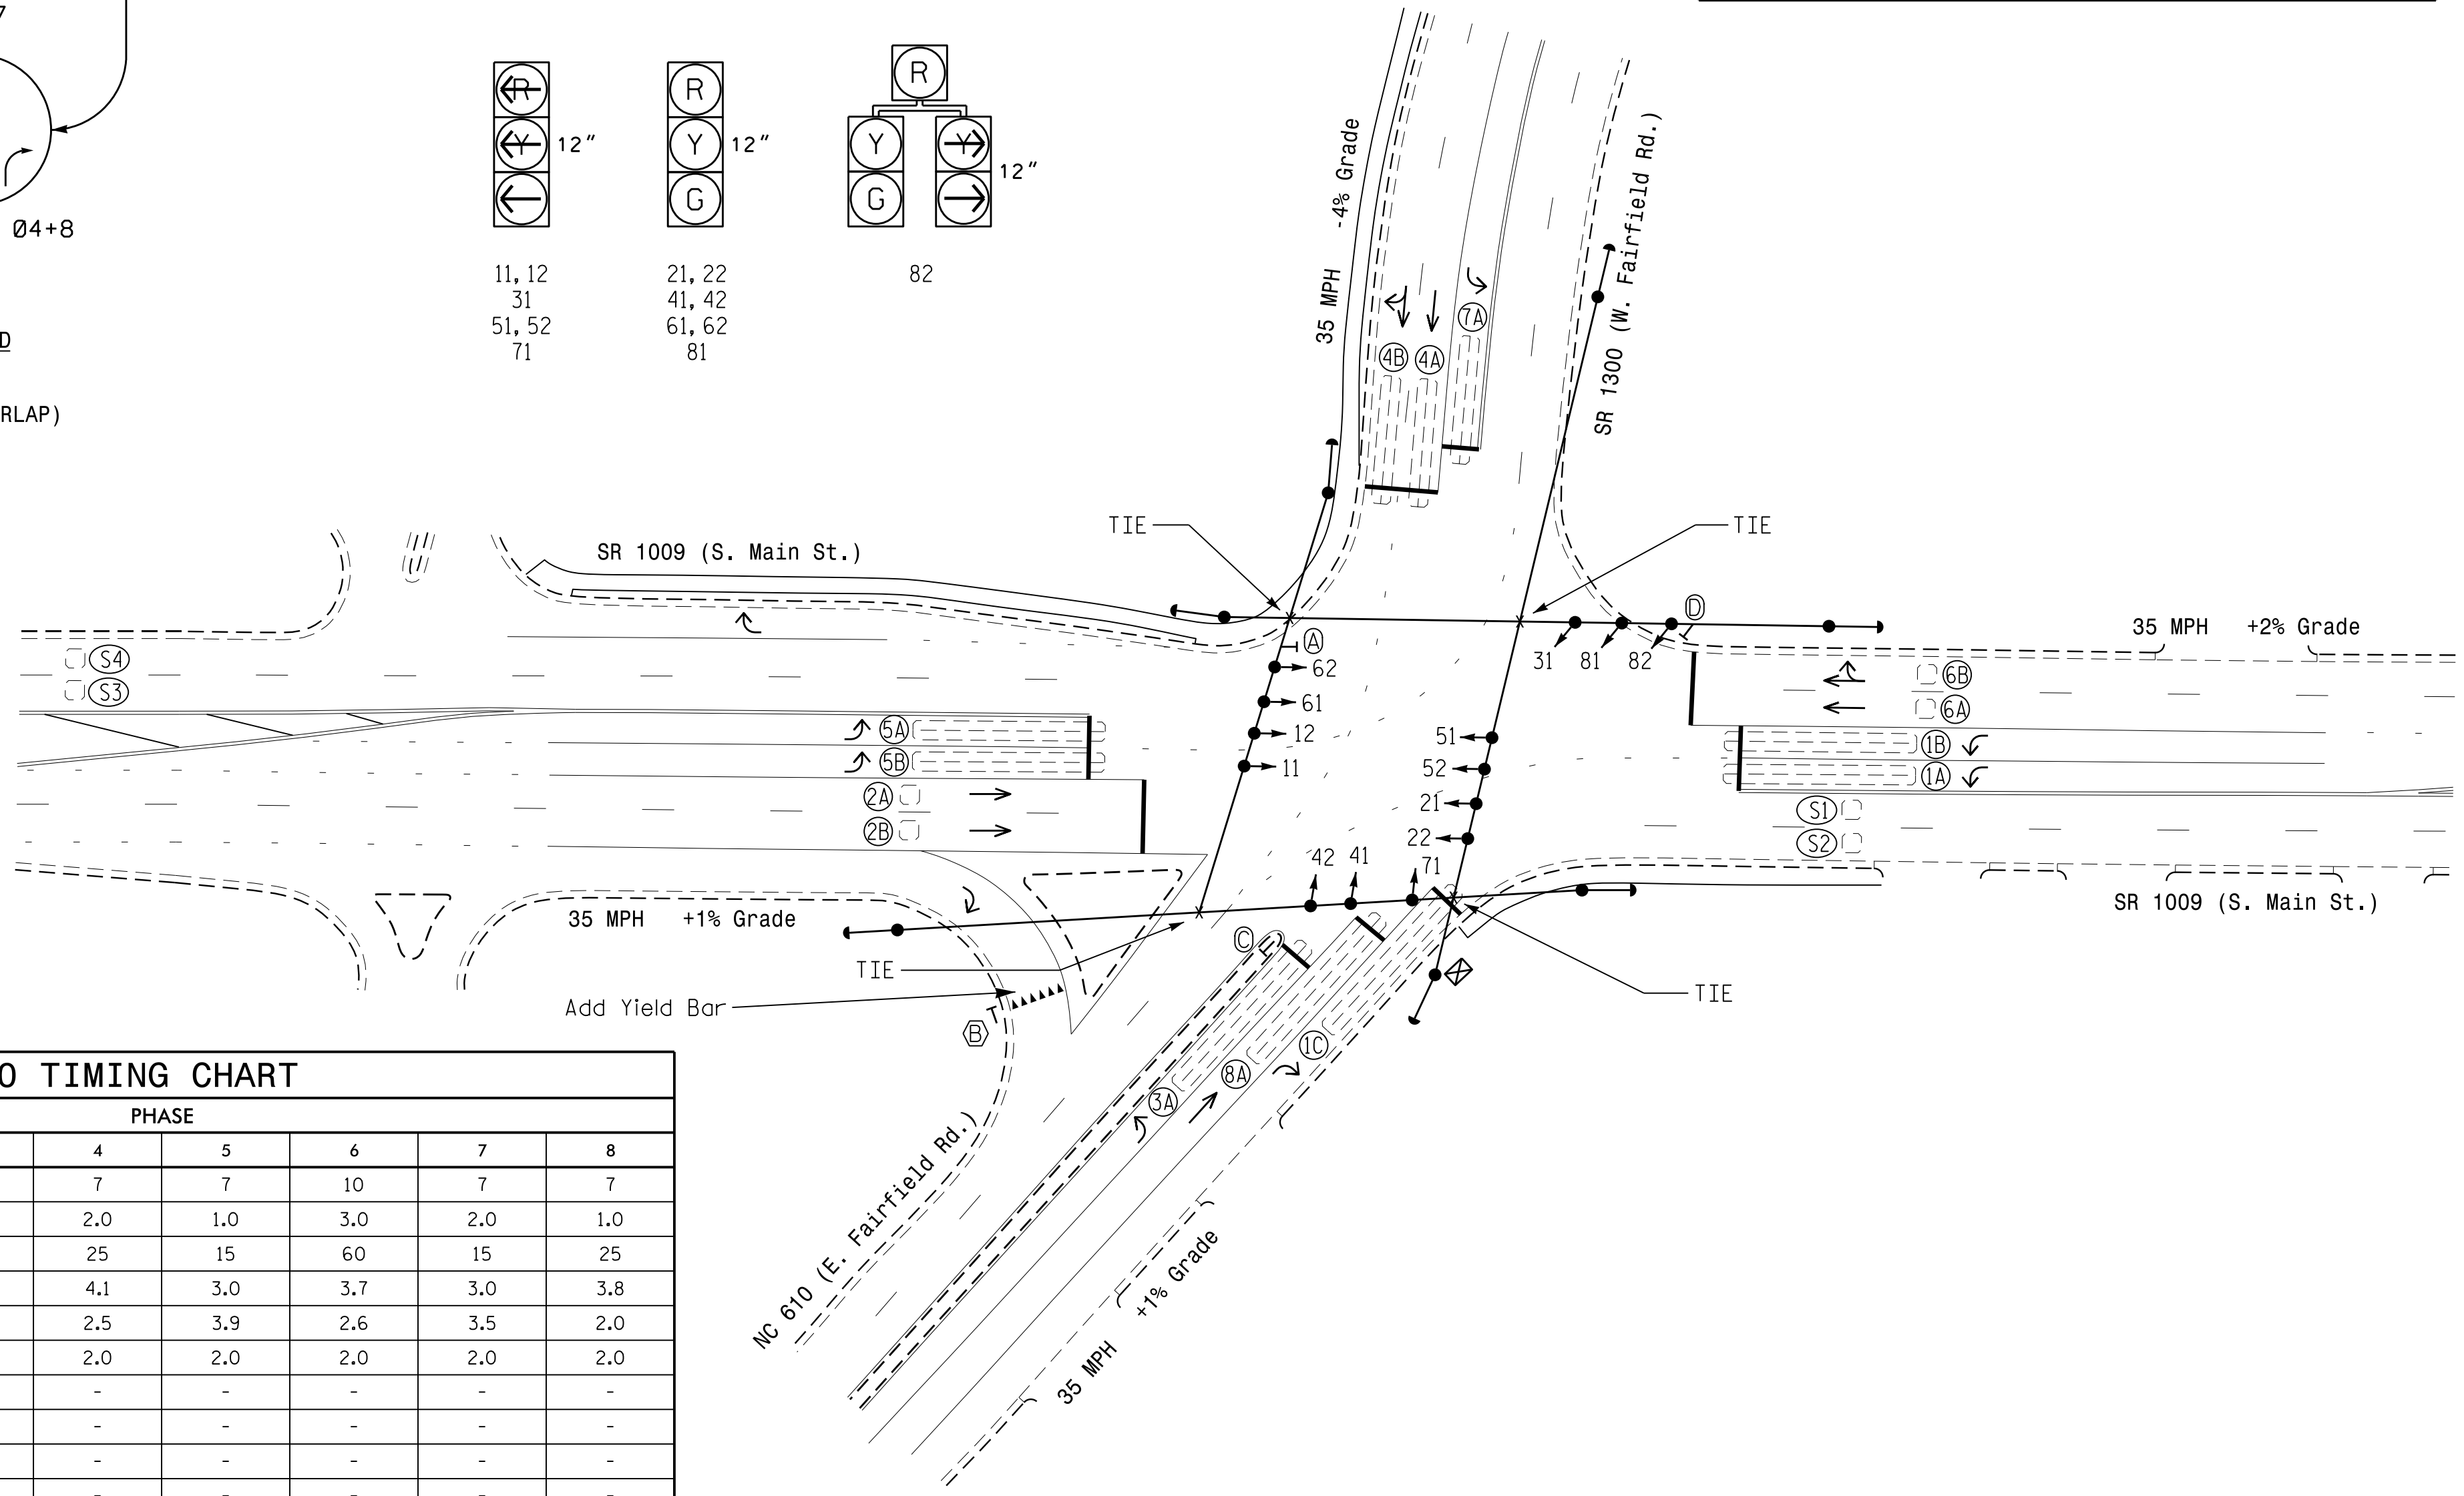 7
Ø4+8
D
RLAP)
R
Y
12"
R
Y
G
12"
R
Y
G
Y
12"
11, 12
31
51, 52
71
21, 22
41, 42
61, 62
81
82
35 MPH -4% Grade
SR 1300 (W. Fairfield Rd.)
4B
4A
7A
TIE
TIE
SR 1009 (S. Main St.)
S4
S3
A
62
61
12
11
31
81
82
D
35 MPH +2% Grade
6B
6A
1B
1A
S1
S2
5A
5B
2A
2B
51
52
21
22
42
41
71
35 MPH +1% Grade
SR 1009 (S. Main St.)
C
TIE
TIE
Add Yield Bar
B
3A
8A
1C
NC 610 (E. Fairfield Rd.)
35 MPH +1% Grade
O TIMING CHART
PHASE
4 5 6 7 8
7 7 10 7 7
2.0 1.0 3.0 2.0 1.0
25 15 60 15 25
4.1 3.0 3.7 3.0 3.8
2.5 3.9 2.6 3.5 2.0
2.0 2.0 2.0 2.0 2.0
- - - - -
- - - - -
- - - - -
- - - - -